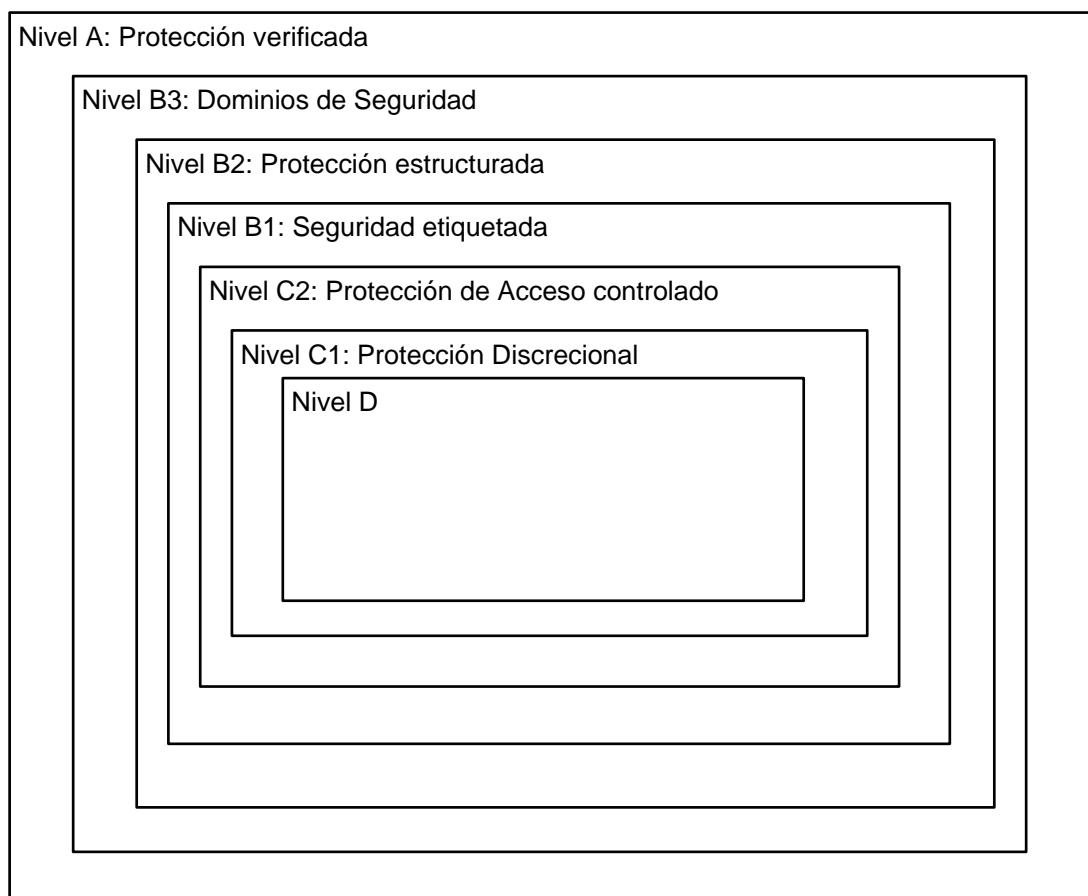 Nivel A: Protección verificada
Nivel B3: Dominios de Seguridad
Nivel B2: Protección estructurada
Nivel B1: Seguridad etiquetada
Nivel C2: Protección de Acceso controlado
Nivel C1: Protección Discrecional
Nivel D